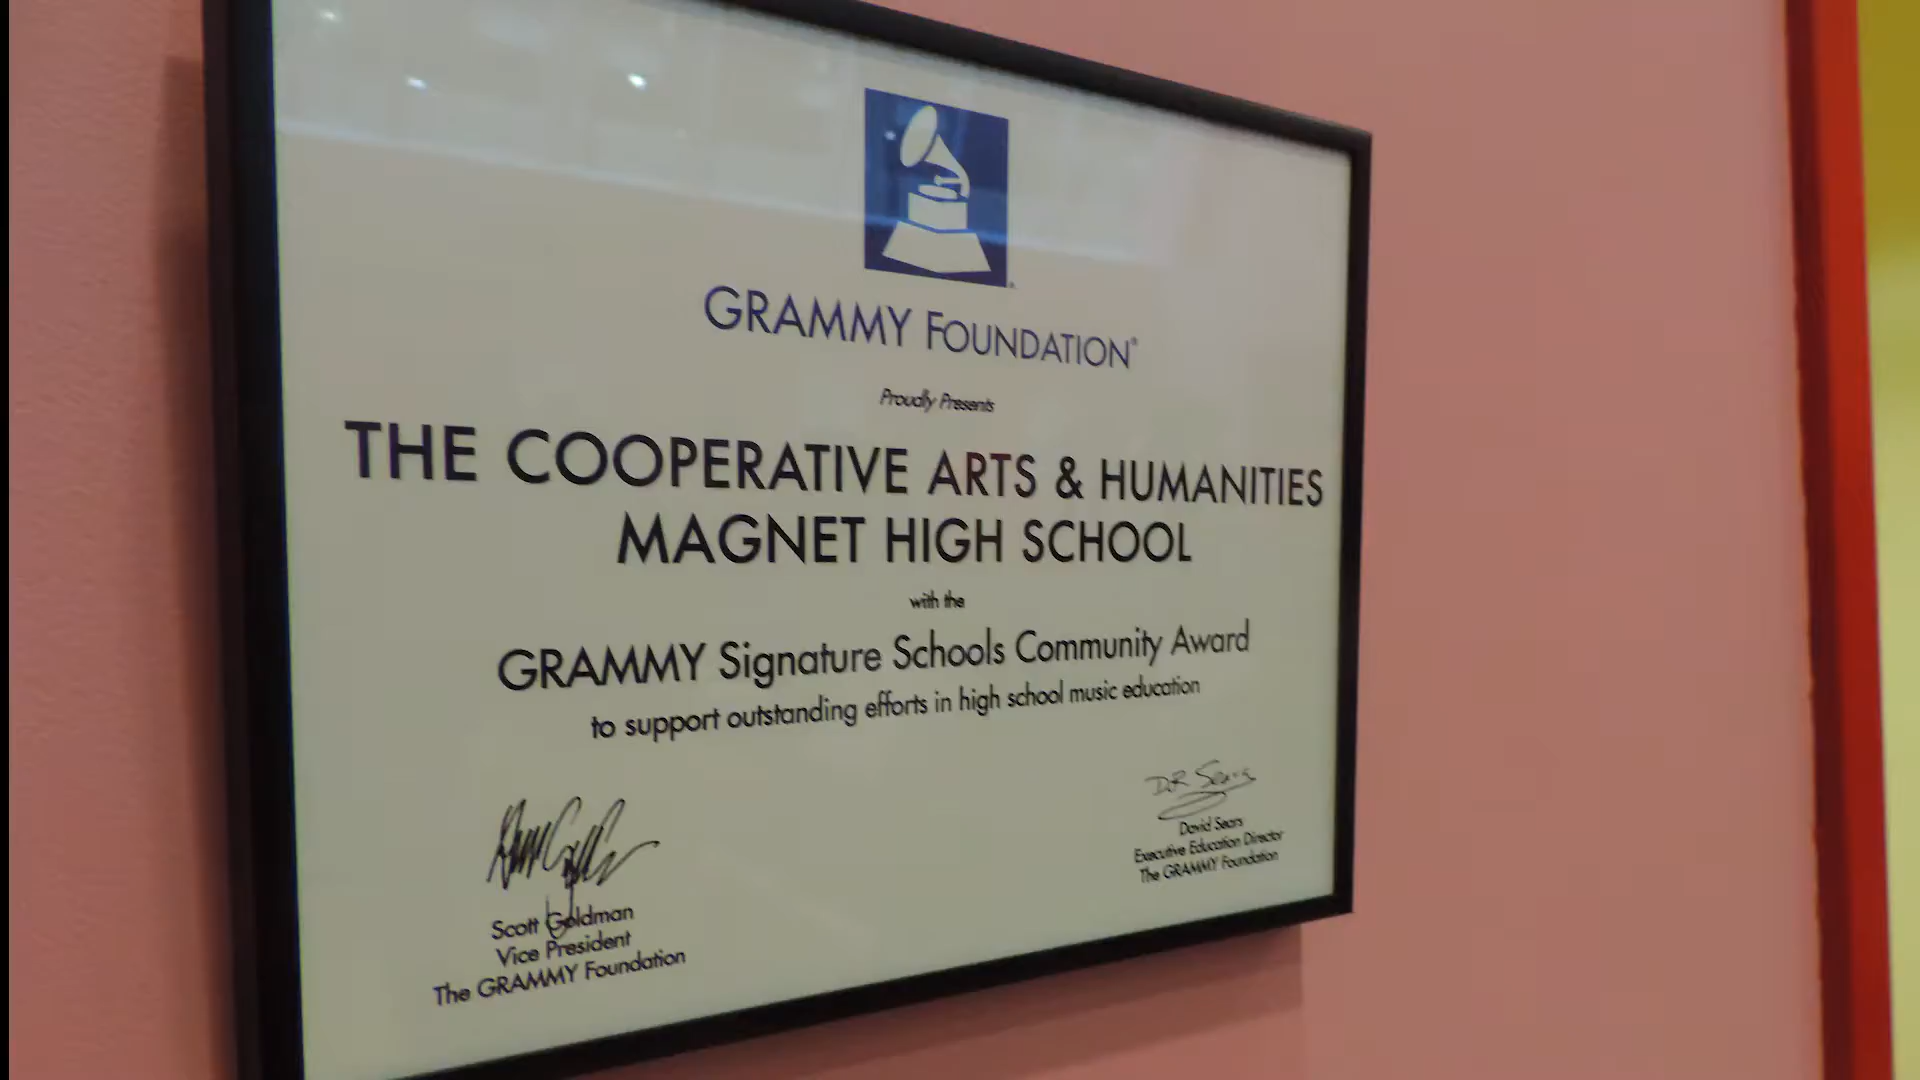 GRAMMY FOUNDATION®
Proudly Presents
THE COOPERATIVE ARTS & HUMANITIES
MAGNET HIGH SCHOOL
with the
GRAMMY Signature Schools Community Award
to support outstanding efforts in high school music education
DR Sears
David Sears
Executive Education Director
The GRAMMY Foundation
Scott Goldman
Vice President
The GRAMMY Foundation